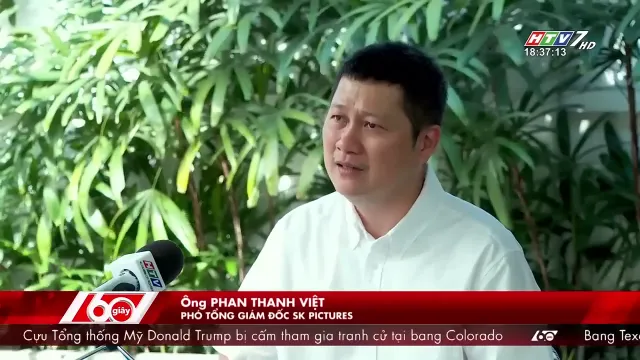 HTV7 HD
18:37:13
HTV
60 giây
Ông PHAN THANH VIỆT
PHÓ TỔNG GIÁM ĐỐC SK PICTURES
Cựu Tổng thống Mỹ Donald Trump bị cấm tham gia tranh cử tại bang Colorado
60
Bang Texa